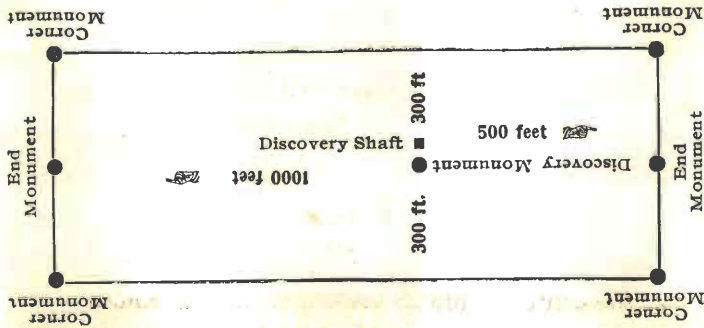 Corner
Monument
Corner
Monument
End
Monument
1000 feet
Discovery Shaft
300 ft
300 ft.
500 feet
Discovery Monument
End
Monument
Corner
Monument
Corner
Monument